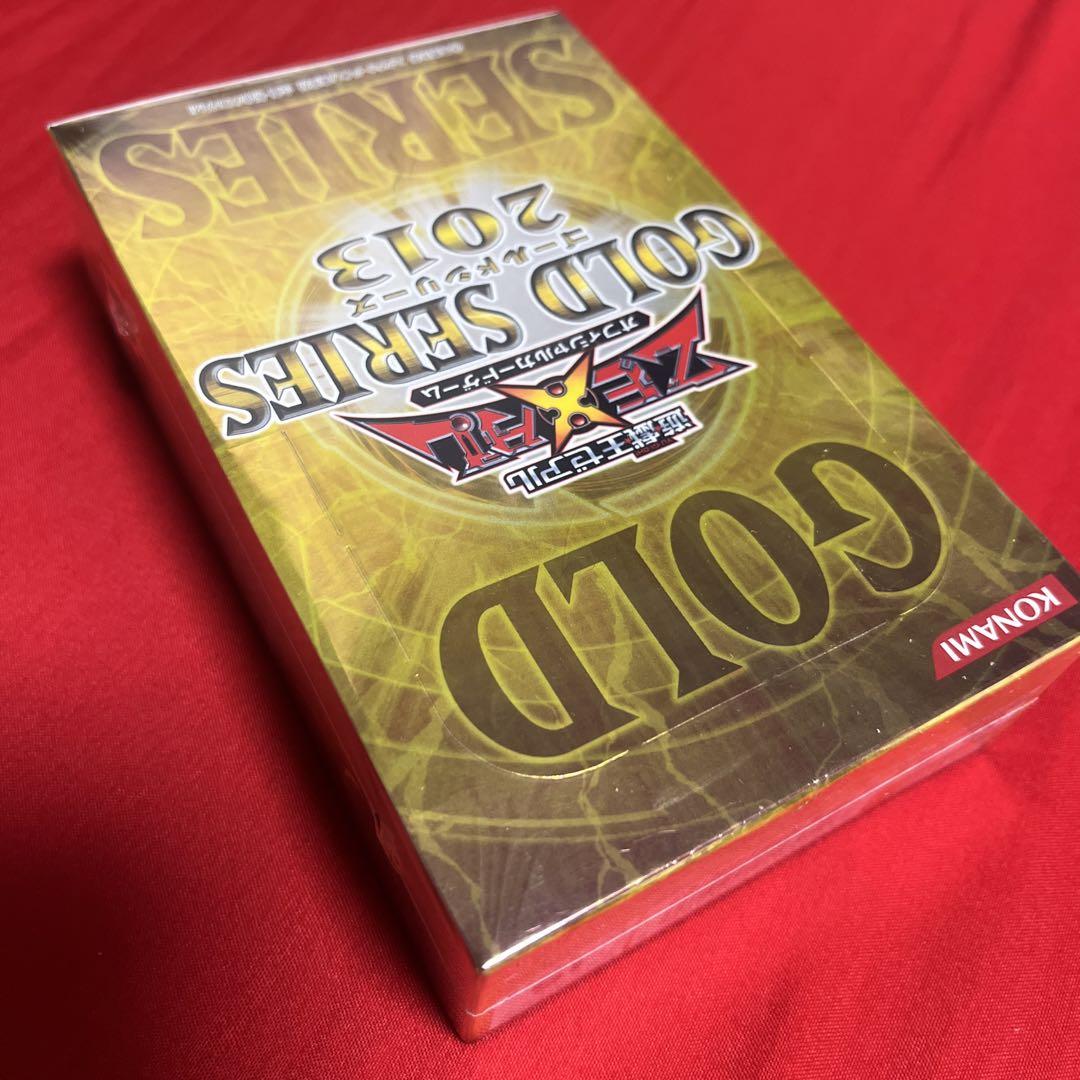 KONAMI
GOLD
遊戯王ゼアル
ZEXAL
オフィシャルカードゲーム
GOLD SERIES
ゴールドシリーズ
2013
SERIES